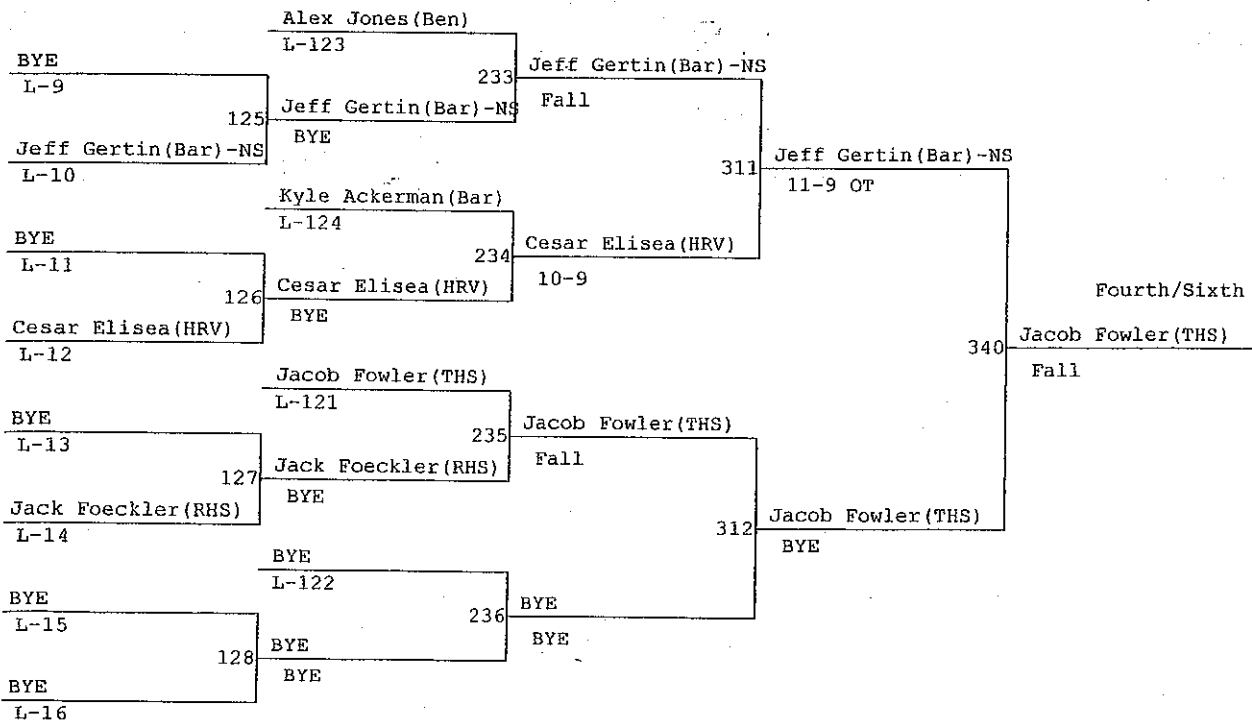 Alex Jones(Ben)
L-123
BYE
L-9
233
Jeff Gertin(Bar)-NS
Fall
125
Jeff Gertin(Bar)-NS
BYE
Jeff Gertin(Bar)-NS
L-10
311
Jeff Gertin(Bar)-NS
11-9 OT
Kyle Ackerman(Bar)
L-124
BYE
L-11
234
Cesar Elisea(HRV)
10-9
126
Cesar Elisea(HRV)
BYE
Fourth/Sixth
Cesar Elisea(HRV)
L-12
340
Jacob Fowler(THS)
Fall
Jacob Fowler(THS)
L-121
BYE
L-13
235
Jacob Fowler(THS)
Fall
127
Jack Foeckler(RHS)
BYE
Jack Foeckler(RHS)
L-14
312
Jacob Fowler(THS)
BYE
BYE
L-122
BYE
L-15
236
BYE
BYE
128
BYE
BYE
BYE
L-16